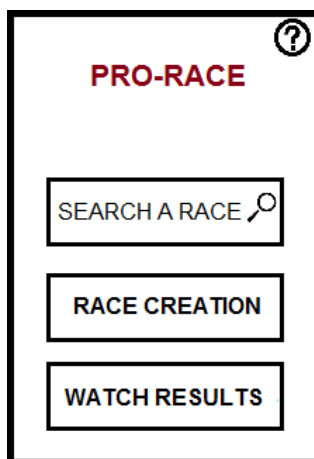 ?
PRO-RACE
SEARCH A RACE
RACE CREATION
WATCH RESULTS